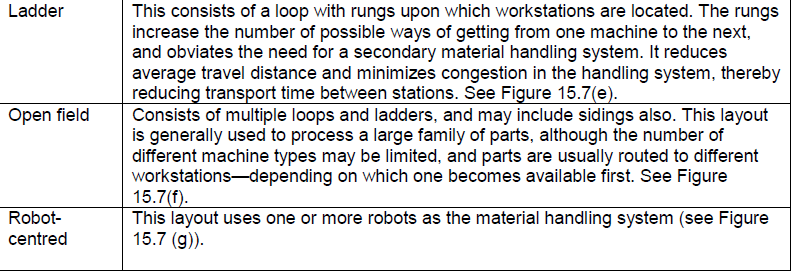 Ladder
This consists of a loop with rungs upon which workstations are located. The rungs
increase the number of possible ways of getting from one machine to the next,
and obviates the need for a secondary material handling system. It reduces
average travel distance and minimizes congestion in the handling system, thereby
reducing transport time between stations. See Figure 15.7(e).
Open field
Consists of multiple loops and ladders, and may include sidings also. This layout
is generally used to process a large family of parts, although the number of
different machine types may be limited, and parts are usually routed to different
workstations—depending on which one becomes available first. See Figure
15.7(f).
Robot-
centred
This layout uses one or more robots as the material handling system (see Figure
15.7 (g)).